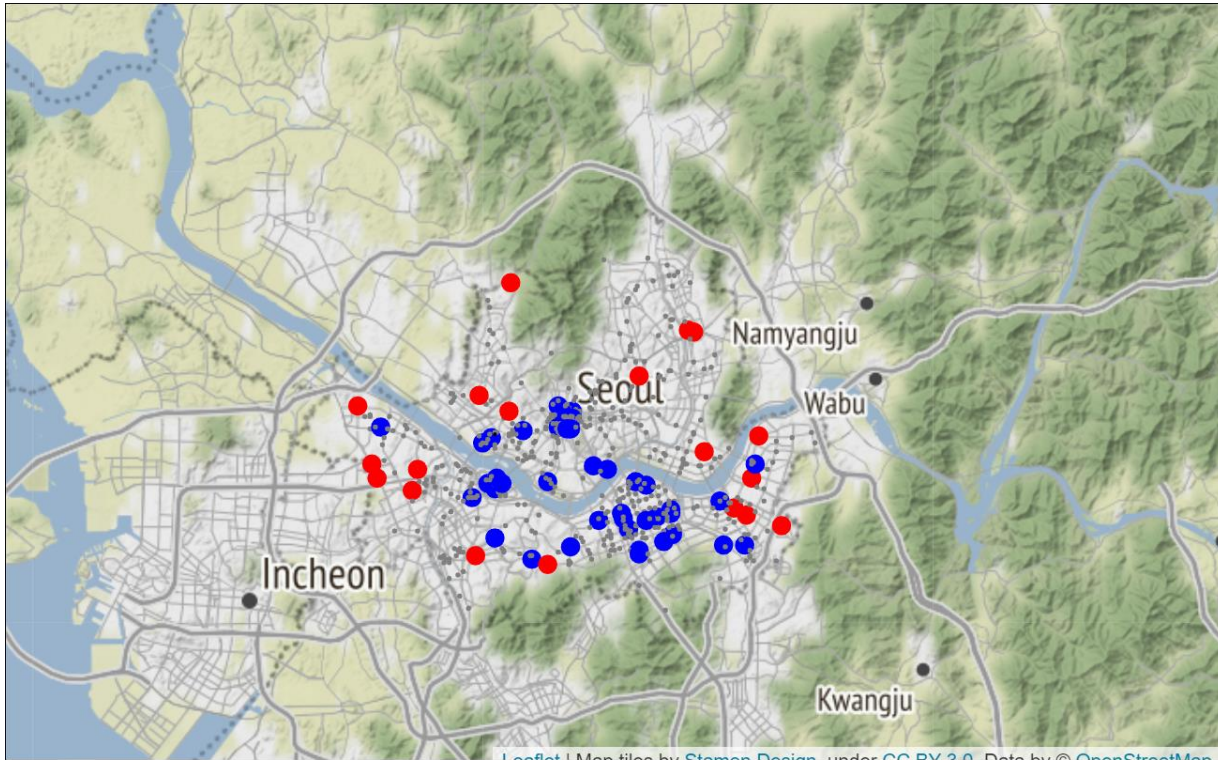 Namyangju
Seoul
Wabu
Incheon
Kwangju
Leaflet | Map tiles by Stamen Design, under CC BY 3.0. Data by © OpenStreetMap